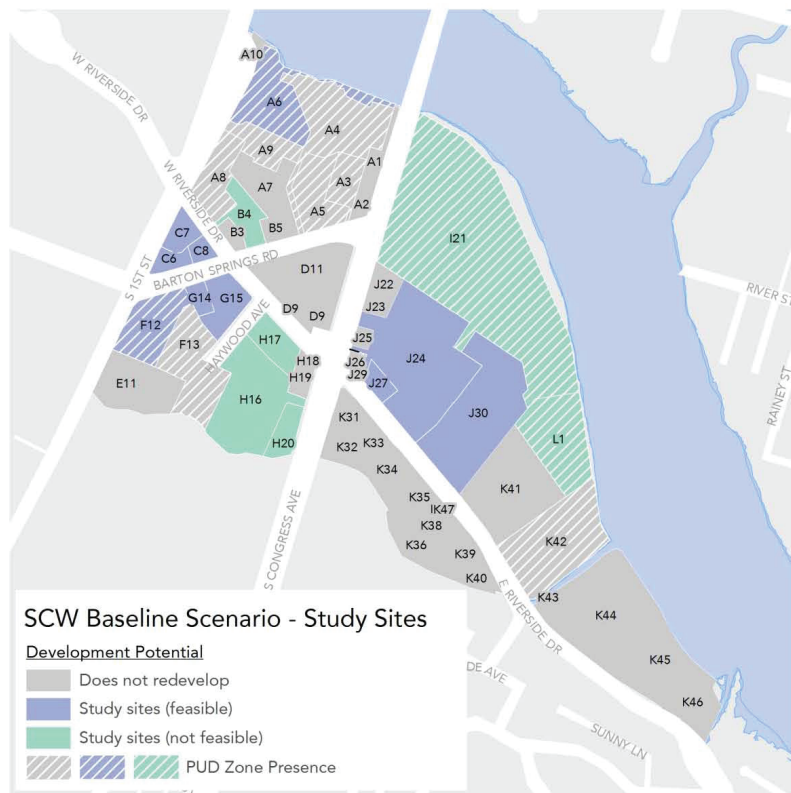 A10
W RIVERSIDE DR
A6
A4
A9
A1
W RIVERSIDE DR
A8
A7
A3
A2
A5
B4
B3
B5
I21
C7
C8
C6
BARTON SPRINGS RD
S 1ST ST
D11
J22
J23
RIVER ST
G14
G15
HAYWOOD AVE
D9
D9
F12
F13
H17
J25
J26
J29
J24
J27
H18
H19
E11
H16
H20
J30
RAINEY ST
L1
K31
K32
K33
K34
K35
K41
IK47
K38
K36
K39
K40
K42
S CONGRESS AVE
E RIVERSIDE DR
K43
K44
K45
K46
DE AVE
SUNNY LN
SCW Baseline Scenario - Study Sites
Development Potential
Does not redevelop
Study sites (feasible)
Study sites (not feasible)
PUD Zone Presence